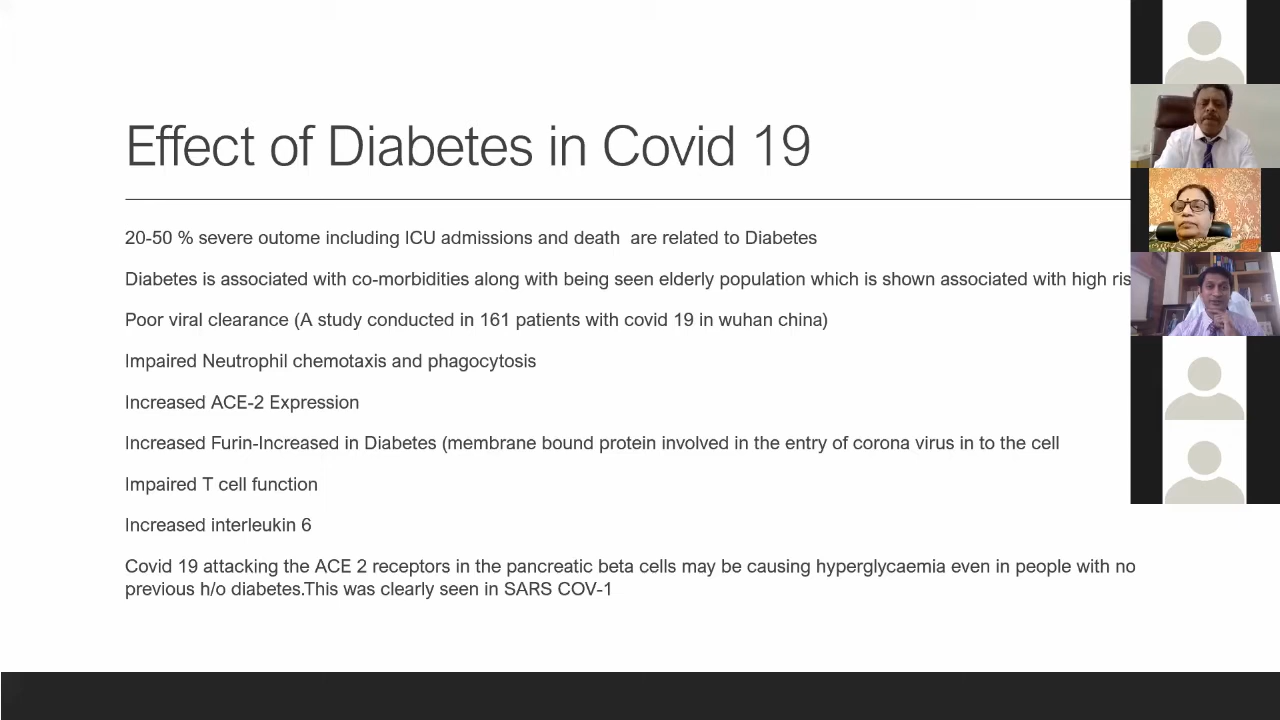 Effect of Diabetes in Covid 19
20-50 % severe outome including ICU admissions and death are related to Diabetes
Diabetes is associated with co-morbidities along with being seen elderly population which is shown associated with high ris
Poor viral clearance (A study conducted in 161 patients with covid 19 in wuhan china)
Impaired Neutrophil chemotaxis and phagocytosis
Increased ACE-2 Expression
Increased Furin-Increased in Diabetes (membrane bound protein involved in the entry of corona virus in to the cell
Impaired T cell function
Increased interleukin 6
Covid 19 attacking the ACE 2 receptors in the pancreatic beta cells may be causing hyperglycaemia even in people with no
previous h/o diabetes.This was clearly seen in SARS COV-1